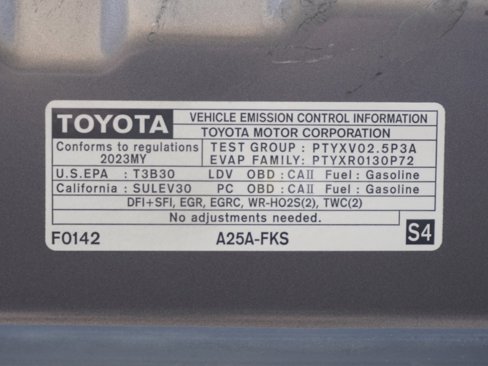 TOYOTA VEHICLE EMISSION CONTROL INFORMATION
TOYOTA MOTOR CORPORATION
Conforms to regulations
2023MY
TEST GROUP : PTYXV02.5P3A
EVAP FAMILY: PTYXR0130P72
U.S.EPA : T3B30 LDV OBD : CAII Fuel : Gasoline
California : SULEV30 PC OBD : CAII Fuel : Gasoline
DFI+SFI, EGR, EGRC, WR-HO2S(2), TWC(2)
No adjustments needed.
F0142 A25A-FKS S4